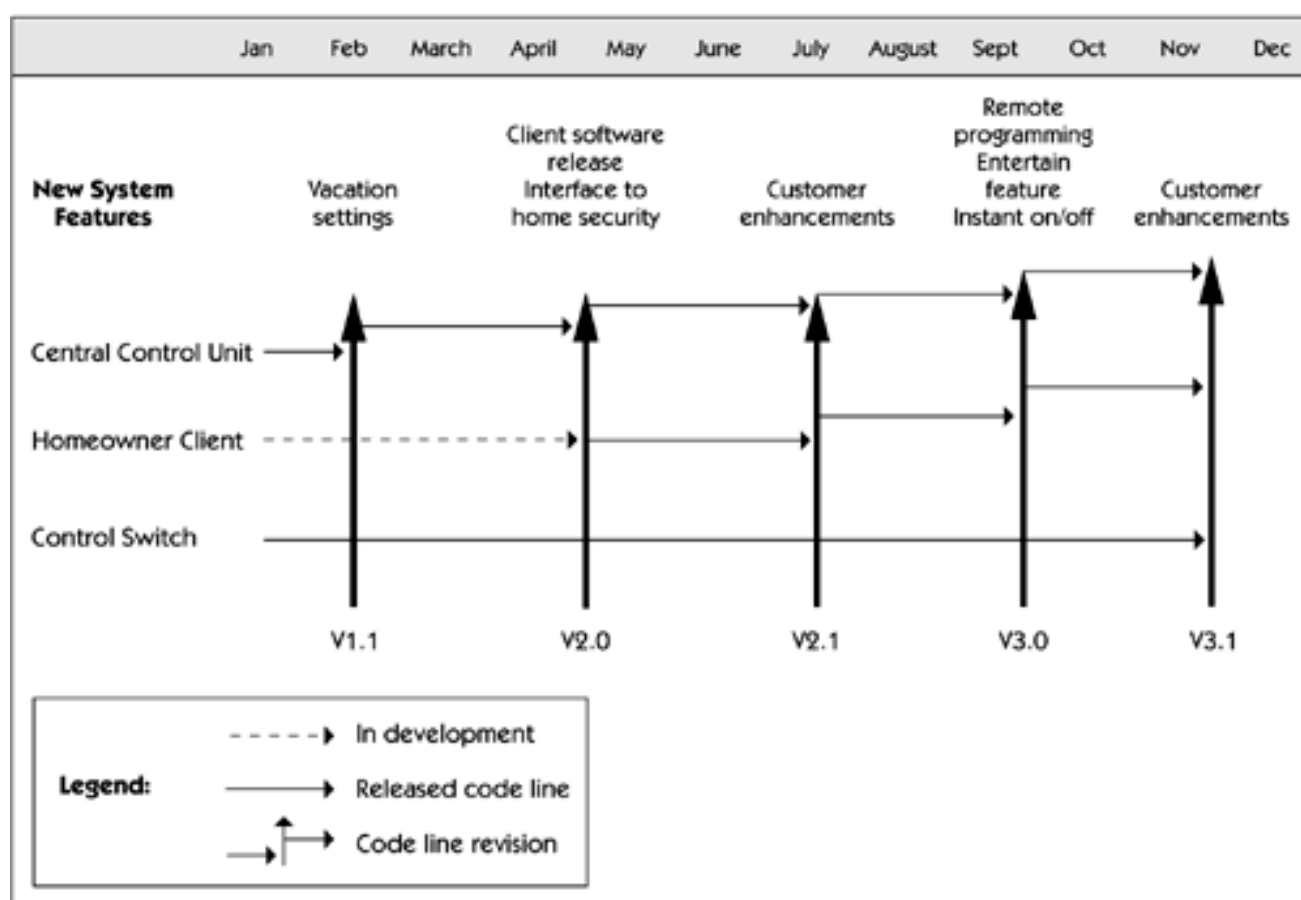 Jan Feb March April May June July August Sept Oct Nov Dec
New System
Features
Vacation
settings
Client software
release
Interface to
home security
Customer
enhancements
Remote
programming
Entertain
feature
Instant on/off
Customer
enhancements
Central Control Unit
Homeowner Client
Control Switch
V1.1 V2.0 V2.1 V3.0 V3.1
Legend:
In development
Released code line
Code line revision